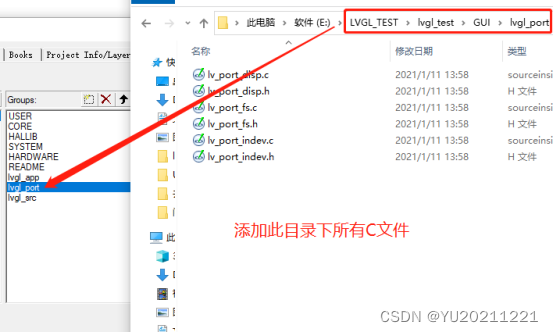 Books
Project Info/Layer
Groups:
USER
CORE
HALLIB
SYSTEM
HARDWARE
README
lvgl_app
lvgl_port
lvgl_src
此电脑 › 软件 (E:) › LVGL_TEST › lvgl_test › GUI › lvgl_port
名称 修改日期 类型
lv_port_disp.c 2021/1/11 13:58 sourceinsi
lv_port_disp.h 2021/1/11 13:58 H 文件
lv_port_fs.c 2021/1/11 13:58 sourceinsi
lv_port_fs.h 2021/1/11 13:58 H 文件
lv_port_indev.c 2021/1/11 13:58 sourceinsi
lv_port_indev.h 2021/1/11 13:58 H 文件
添加此目录下所有C文件
CSDN @YU20211221